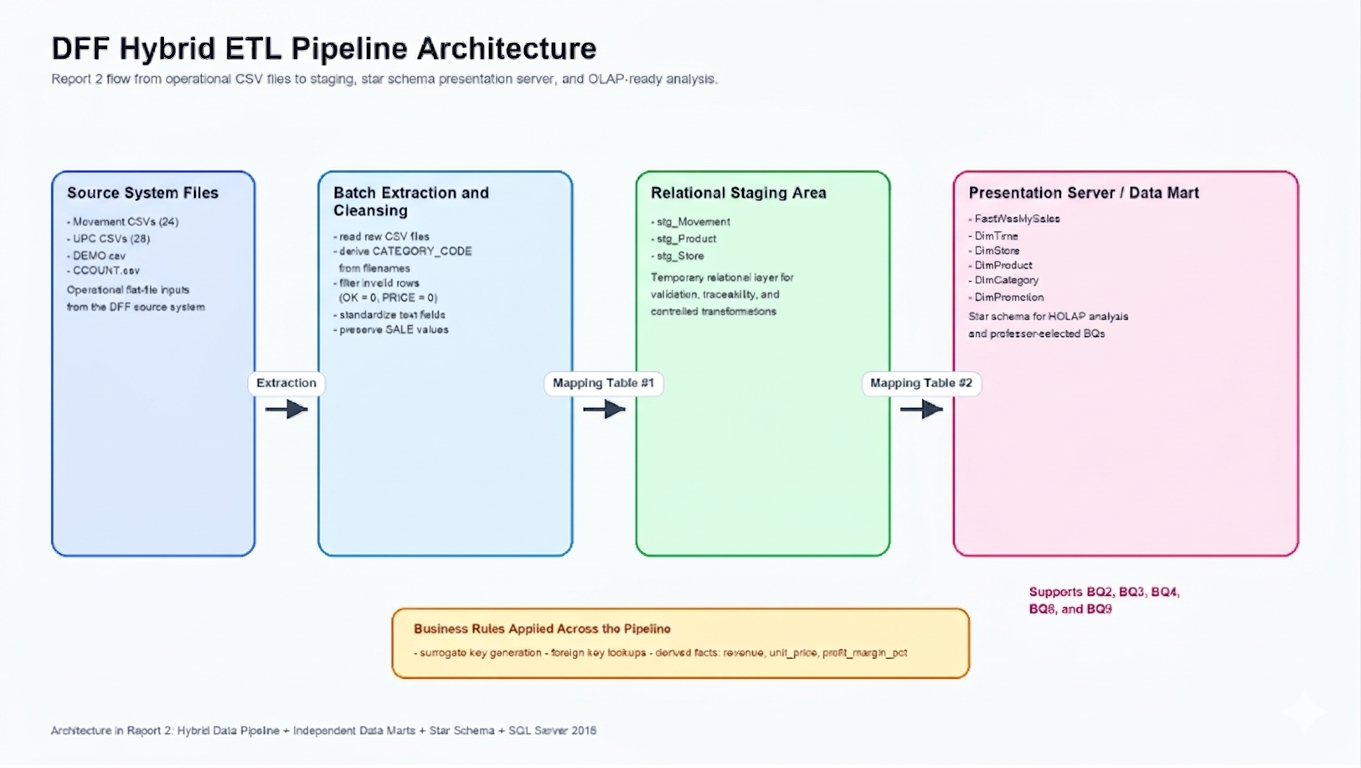 DFF Hybrid ETL Pipeline Architecture
Report 2 flow from operational CSV files to staging, star schema presentation server, and OLAP-ready analysis.
Source System Files
- Movement CSVs (24)
- UPC CSVs (28)
- DEMO.csv
- CCOUNT.csv
Operational flat-file inputs
from the DFF source system
Extraction
Batch Extraction and
Cleansing
- read rew CSV files
- derive CATEGORY_CODE
from filenames
- filter invalid rows
(OK = 0, PRICE = 0)
- standardize text fields
- preserve SALE values
Mapping Table #1
Relational Staging Area
- stg_Movement
- stg_Product
- stg_Store
Temporary relational layer for
validation, traceability, and
controlled transformations
Mapping Table #2
Presentation Server / Data Mart
- DimTime
- DimStore
- DimProduct
- DimCategory
- DimPromotion
Star schema for HOLAP analysis
and professor-selected BQs
Supports BQ2, BQ3, BQ4,
and BQ9
Business Rules Applied Across tho Pipelino
- surrogato key generation - foreign key lookups - derived facts: revenue, unit_price, profit_margin_pct
Architecture in Report 2: Hybrid Data Pipeline + Independent Data Marts + Star Schema + SQL Server